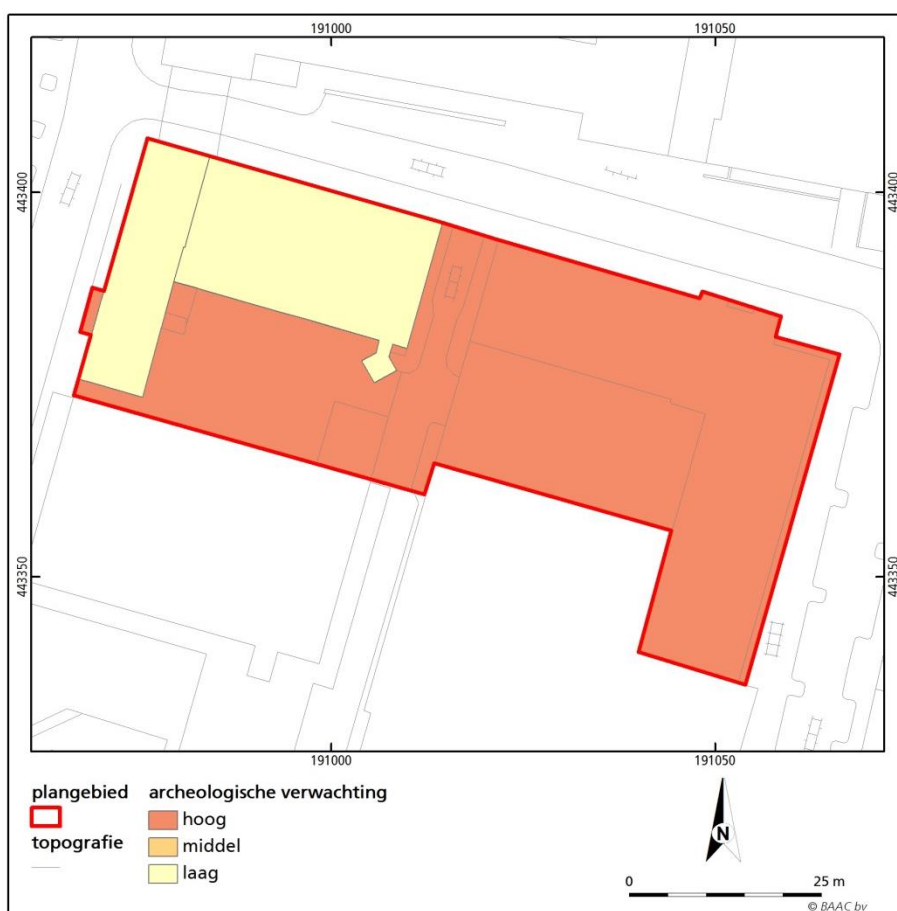 191000 191050
443400 443400
443350 443350
191000 191050
plangebied archeologische verwachting
hoog
topografie middel
laag
N
0 25 m
© BAAC bv